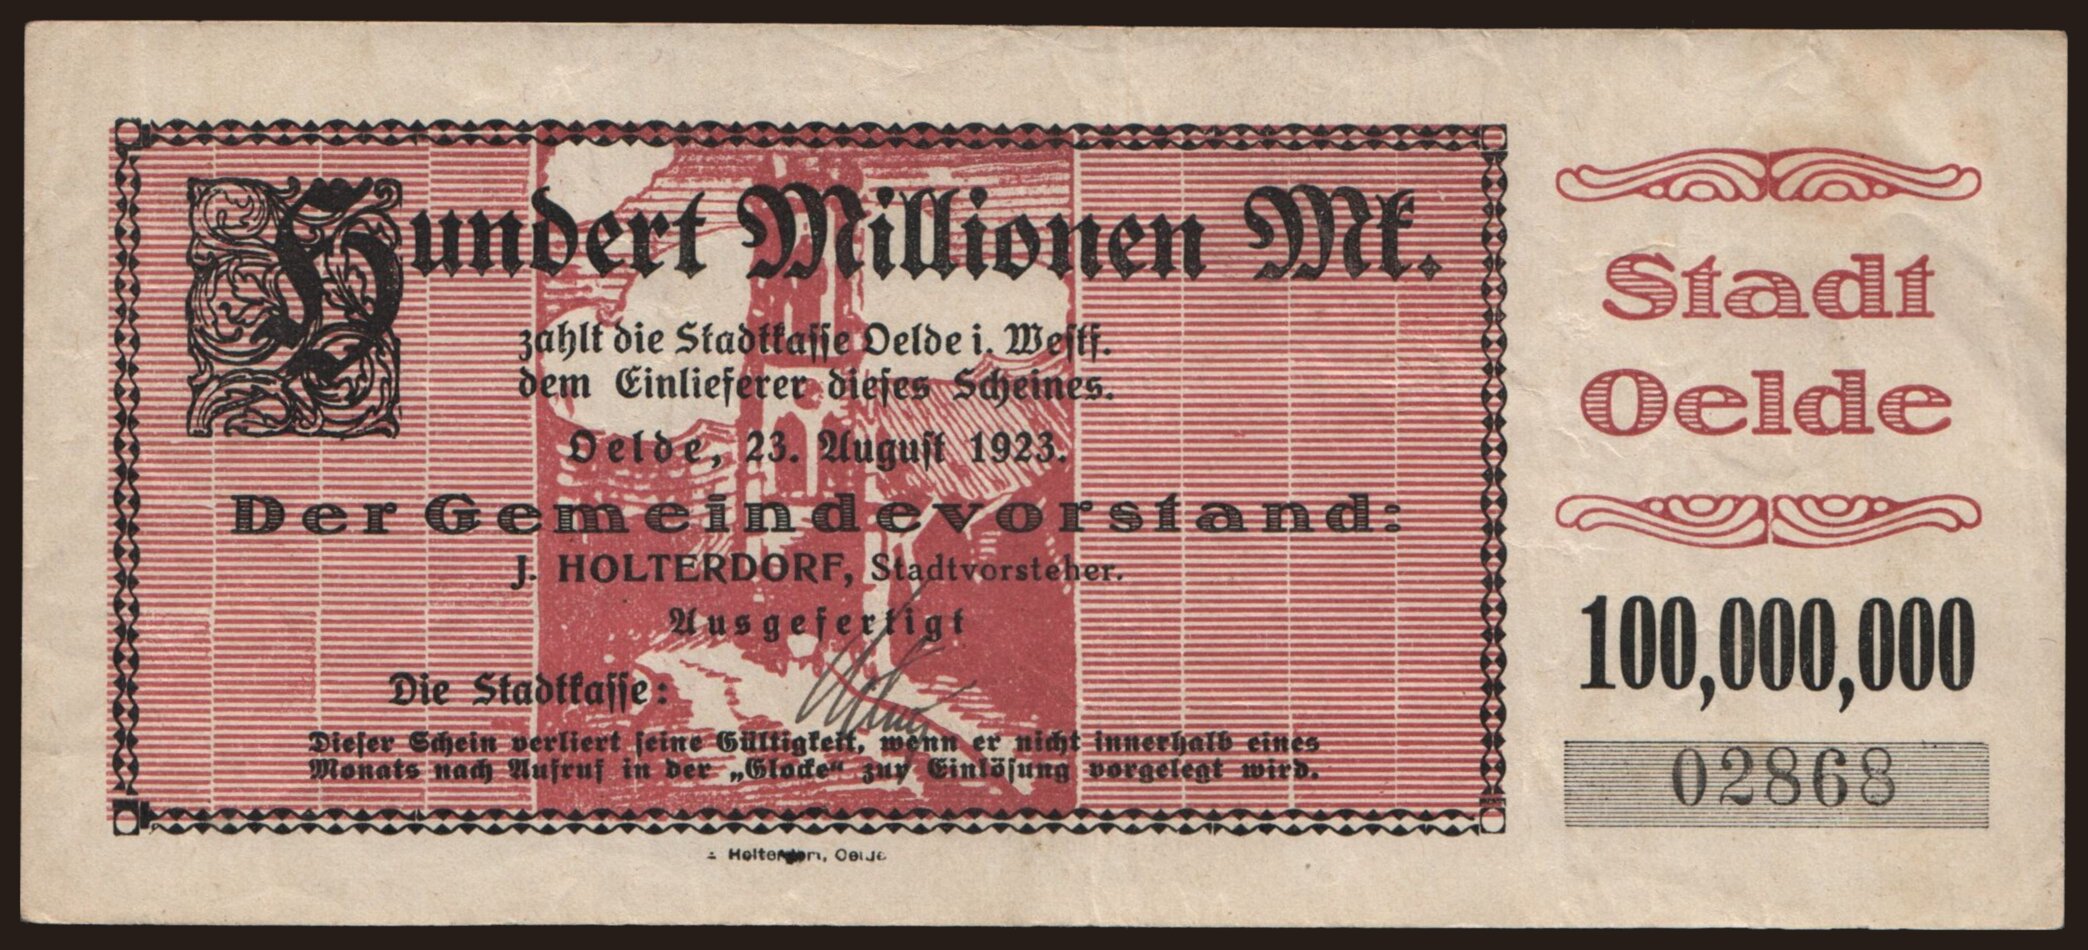 Hundert Millionen Mk.
zahlt die Stadtkasse Oelde i. Westf.
dem Einlieferer dieses Scheines.
Oelde, 23. August 1923.
Der Gemeindevorstand:
J. HOLTERDORF, Stadtvorsteher.
Ausgefertigt
Die Stadtkasse:
Dieser Schein verliert seine Gültigkeit, wenn er nicht innerhalb eines
Monats nach Aufruf in der „Glocke“ zur Einlösung vorgelegt wird.
Oelde
Stadt
Oelde
100,000,000
02868